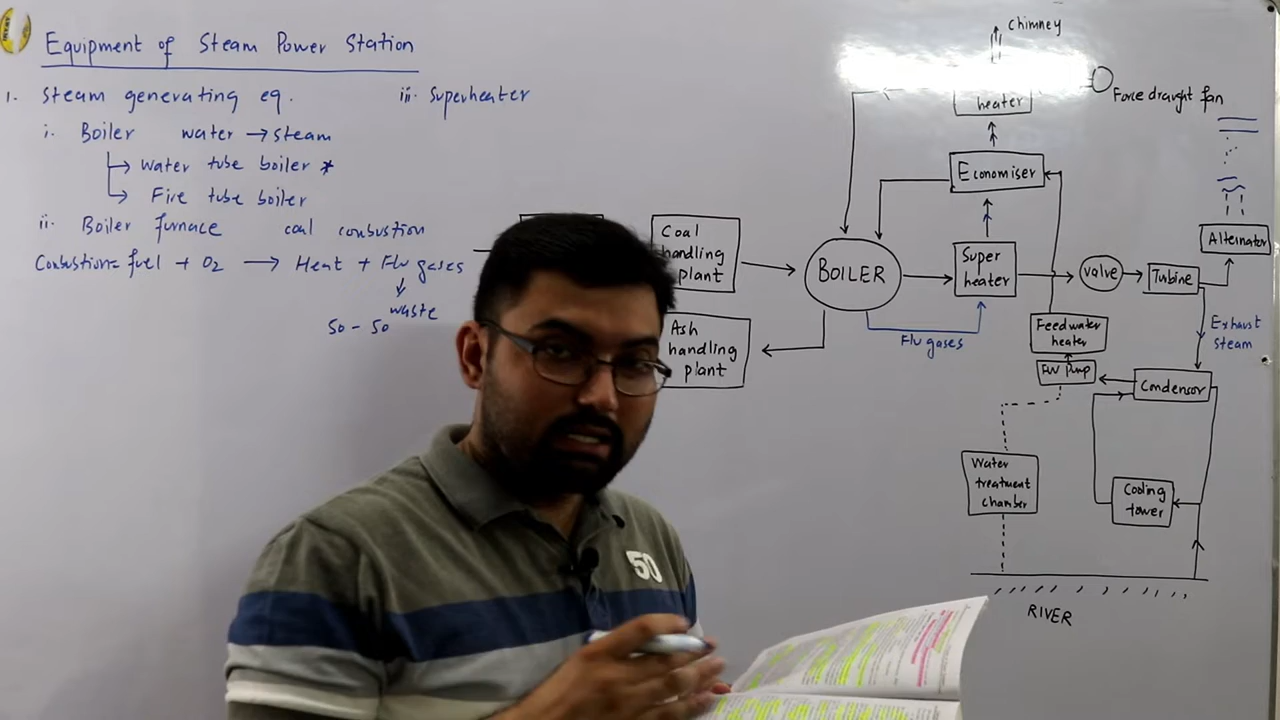 Equipment of Steam Power Station
1. Steam generating eq.
i. Boiler water → steam
→ Water tube boiler *
→ Fire tube boiler
ii. Boiler furnace coal combustion
Combustion = fuel + O2 → Heat + Flu gases
waste
50 - 50
iii. Superheater
Chimney
heater
Force draught fan
Economiser
Coal
handling
plant
BOILER
Super
heater
valve
Turbine
Alternator
Ash
handling
plant
Flu gases
Feedwater
heater
FW Pump
Exhaust
steam
Condensor
Water
treatment
chamber
Cooling
tower
RIVER
50